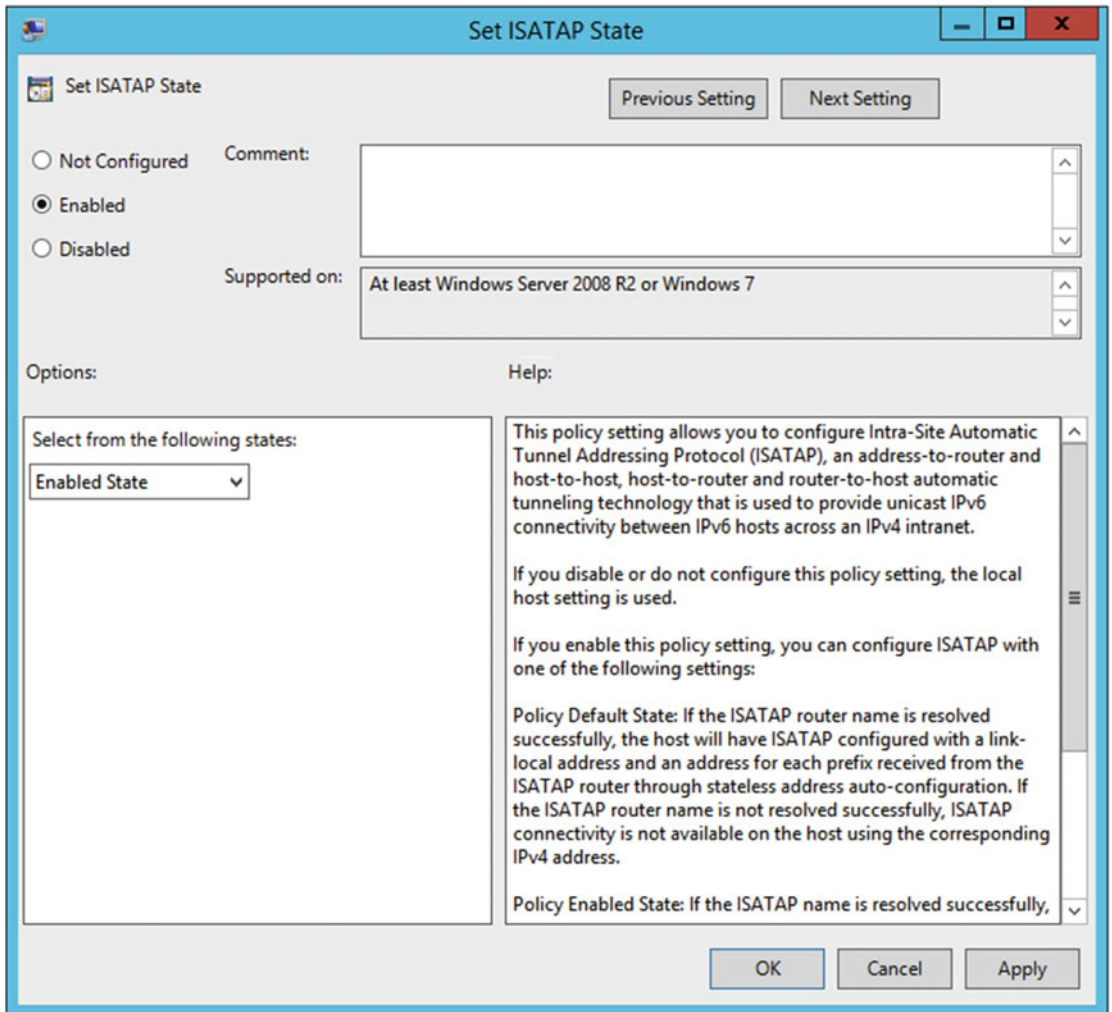 Set ISATAP State
Set ISATAP State
Previous Setting
Next Setting
Not Configured
Enabled
Disabled
Comment:
Supported on:
At least Windows Server 2008 R2 or Windows 7
Options:
Help:
Select from the following states:
Enabled State
This policy setting allows you to configure Intra-Site Automatic
Tunnel Addressing Protocol (ISATAP), an address-to-router and
host-to-host, host-to-router and router-to-host automatic
tunneling technology that is used to provide unicast IPv6
connectivity between IPv6 hosts across an IPv4 intranet.
If you disable or do not configure this policy setting, the local
host setting is used.
If you enable this policy setting, you can configure ISATAP with
one of the following settings:
Policy Default State: If the ISATAP router name is resolved
successfully, the host will have ISATAP configured with a link-
local address and an address for each prefix received from the
ISATAP router through stateless address auto-configuration. If
the ISATAP router name is not resolved successfully, ISATAP
connectivity is not available on the host using the corresponding
IPv4 address.
Policy Enabled State: If the ISATAP name is resolved successfully,
OK
Cancel
Apply